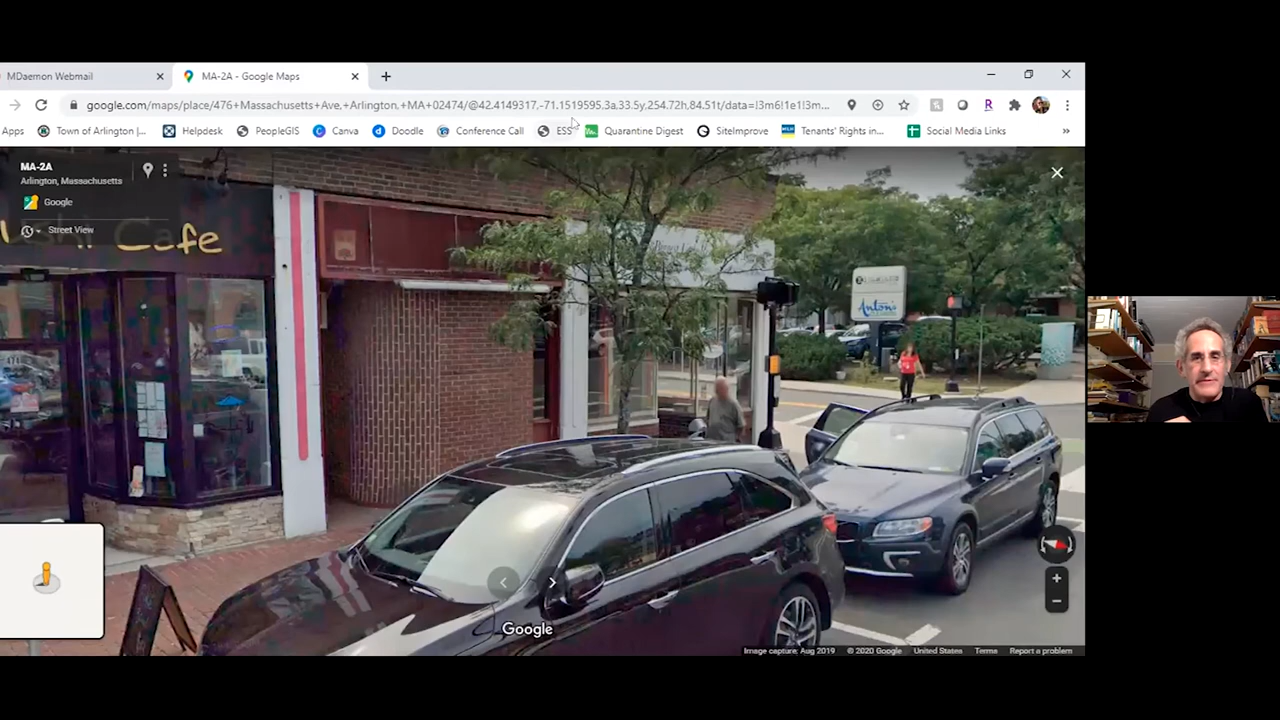 MDaemon Webmail
MA-2A - Google Maps
google.com/maps/place/476+Massachusetts+Ave,+Arlington,+MA+02474/@42.4149317,-71.1519595,3a,33.5y,254.72h,84.51t/data=!3m6!1e1!3m...
Apps
Town of Arlington |...
Helpdesk
PeopleGIS
Canva
Doodle
Conference Call
ESS
Quarantine Digest
SiteImprove
Tenants' Rights in...
Social Media Links
MA-2A
Arlington, Massachusetts
Google
Street View
ushi Cafe
Anton's
Google
Image capture: Aug 2019
© 2020 Google
United States
Terms
Report a problem